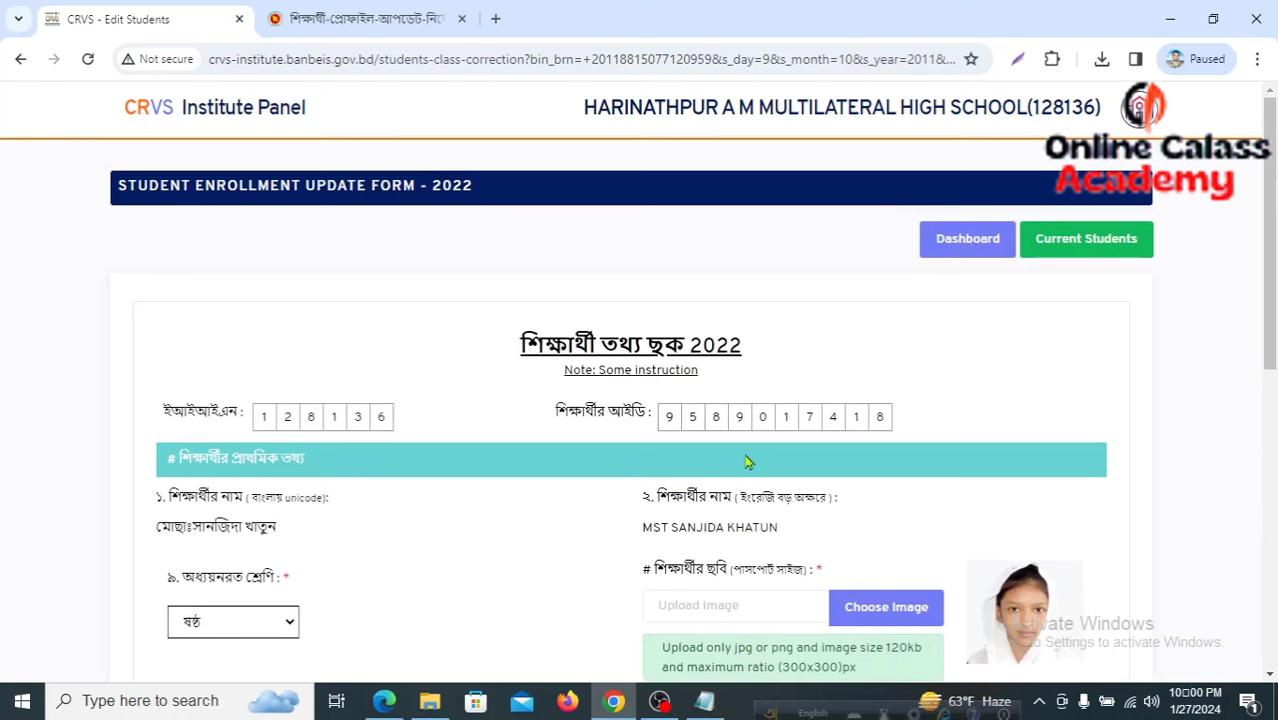 CRVS - Edit Students
শিক্ষার্থী-প্রোফাইল-আপডেট-নির্দে
Not secure
crvs-institute.banbeis.gov.bd/students-class-correction?bin_brn=+20118815077120959&s_day=9&s_month=10&s_year=2011&...
Paused
CRVS Institute Panel
HARINATHPUR A M MULTILATERAL HIGH SCHOOL(128136)
Online Calass
Academy
STUDENT ENROLLMENT UPDATE FORM - 2022
Dashboard
Current Students
শিক্ষার্থী তথ্য ছক 2022
Note: Some instruction
ইআইআইএন : 1 2 8 1 3 6
শিক্ষার্থীর আইডি : 9 5 8 9 0 1 7 4 1 8
# শিক্ষার্থীর প্রাথমিক তথ্য
১. শিক্ষার্থীর নাম ( বাংলায় unicode):
২. শিক্ষার্থীর নাম ( ইংরেজি বড় অক্ষরে ) :
মোছাঃসানজিদা খাতুন
MST SANJIDA KHATUN
৯. অধ্যয়নরত শ্রেণি : *
# শিক্ষার্থীর ছবি (পাসপোর্ট সাইজ) : *
ষষ্ঠ
Upload Image
Choose Image
Upload only jpg or png and image size 120kb
and maximum ratio (300x300)px
Activate Windows
to Settings to activate Windows.
Type here to search
63°F Haze
English
10:00 PM
1/27/2024
1